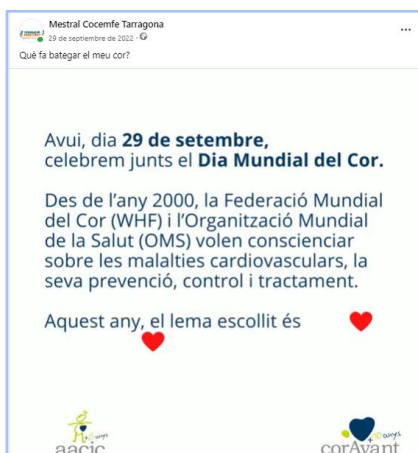 Mestral Cocemfe Tarragona
29 de septiembre de 2022
Què fa bategar el meu cor?
Avui, dia 29 de setembre,
celebrem junts el Dia Mundial del Cor.
Des de l'any 2000, la Federació Mundial
del Cor (WHF) i l'Organització Mundial
de la Salut (OMS) volen conscienciar
sobre les malalties cardiovasculars, la
seva prevenció, control i tractament.
Aquest any, el lema escollit és
anys
aacic
anys
corAvant